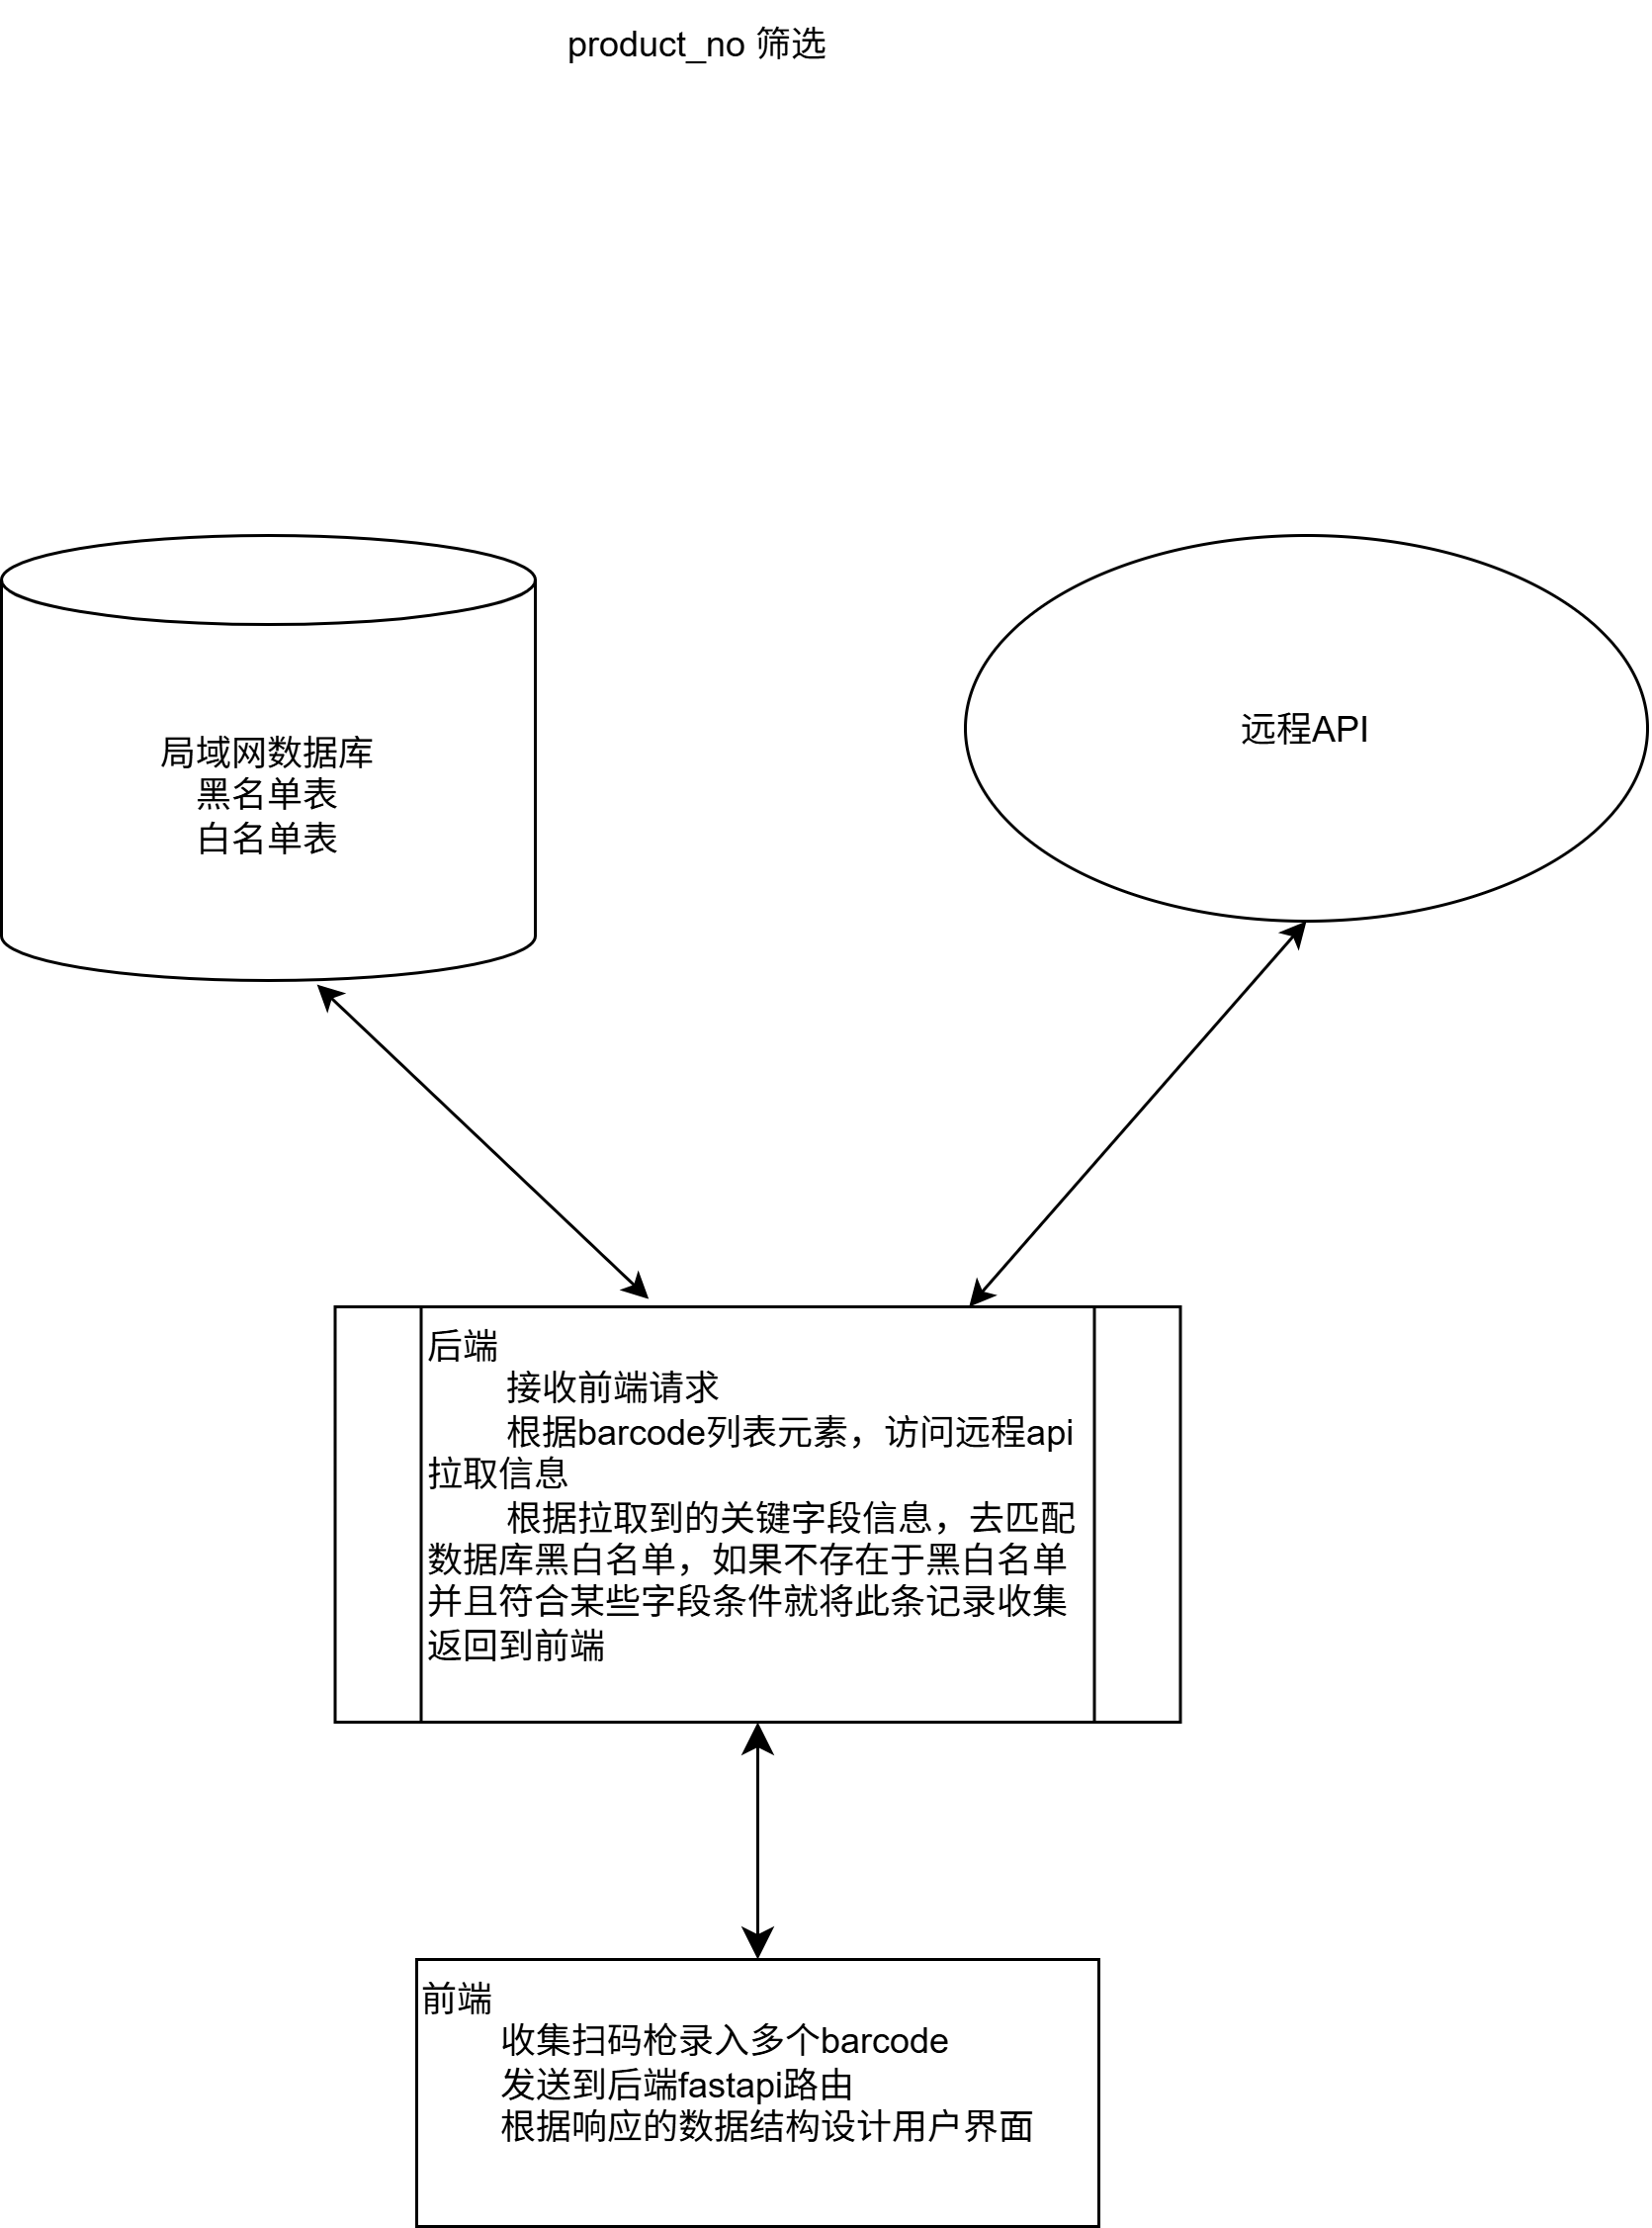 product_no 筛选
局域网数据库
黑名单表
白名单表
远程API
后端
接收前端请求
根据barcode列表元素，访问远程api
拉取信息
根据拉取到的关键字段信息，去匹配
数据库黑白名单，如果不存在于黑白名单
并且符合某些字段条件就将此条记录收集
返回到前端
前端
收集扫码枪录入多个barcode
发送到后端fastapi路由
根据响应的数据结构设计用户界面